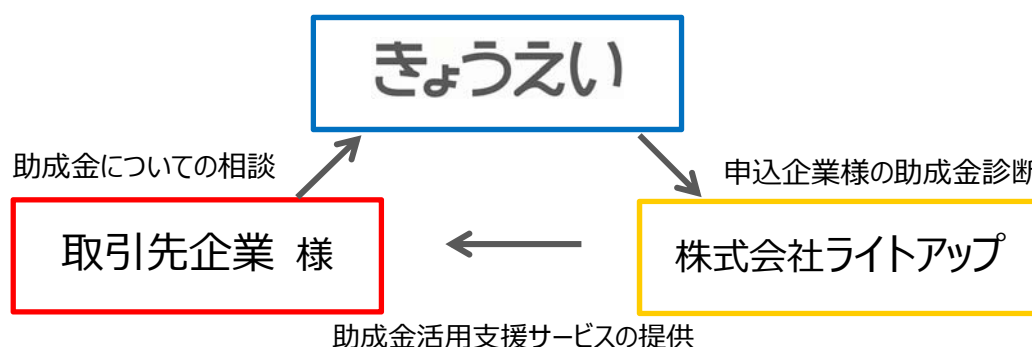 きょうえい
助成金についての相談
申込企業様の助成金診断
取引先企業 様
株式会社ライトアップ
助成金活用支援サービスの提供